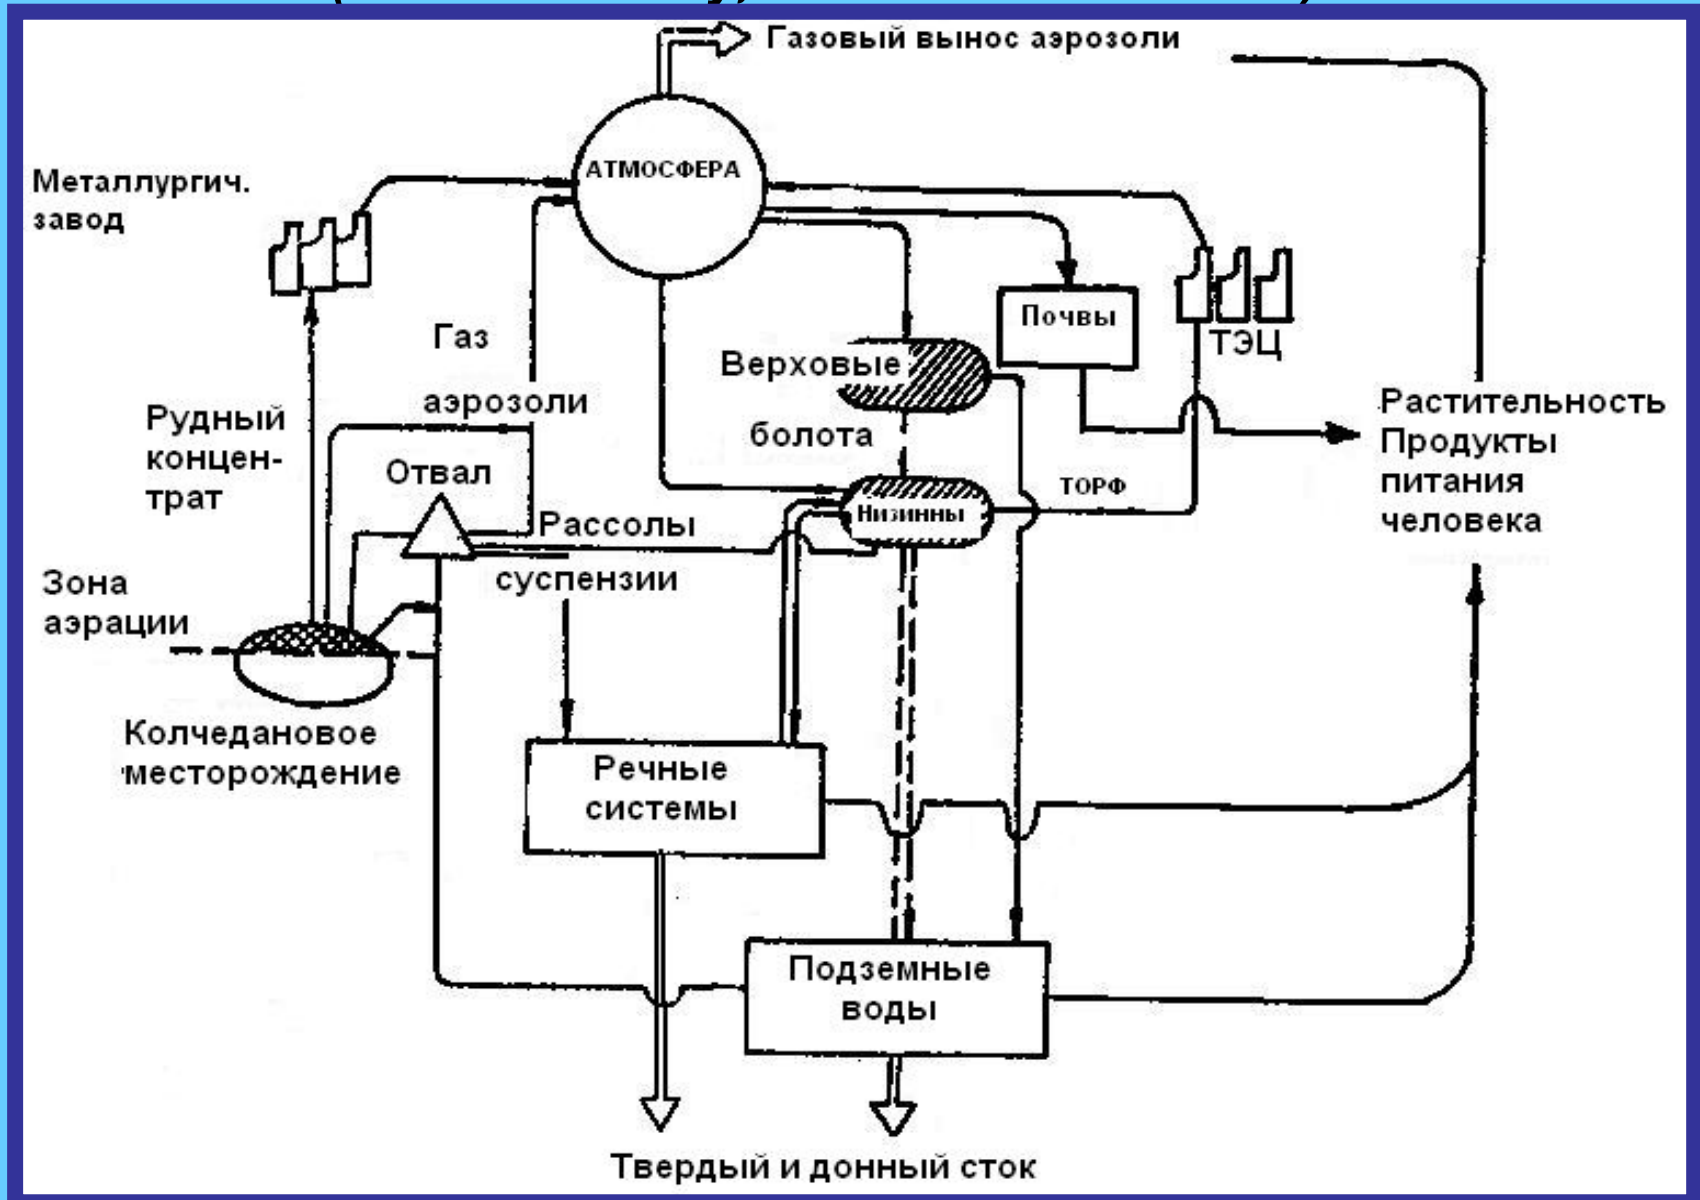 Газовый вынос аэрозоли
АТМОСФЕРА
Металлургич.
завод
Почвы
ТЭЦ
Газ
аэрозоли
Верховые
болота
Низинны
торф
Рудный
концен-
трат
Отвал
Рассолы
суспензии
Растительность
Продукты
питания
человека
Зона
аэрации
Колчедановое
месторождение
Речные
системы
Подземные
воды
Твердый и донный сток